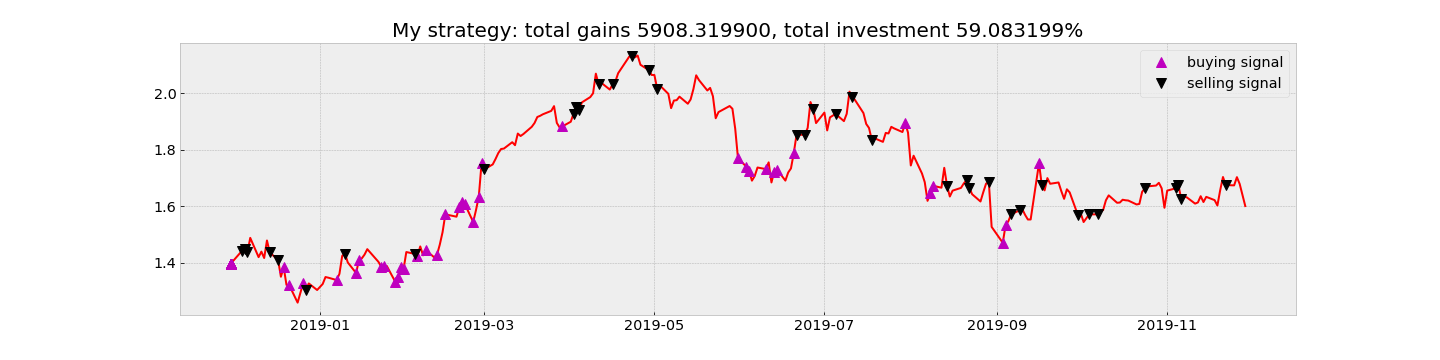 My strategy: total gains 5908.319900, total investment 59.083199%
buying signal
selling signal
2.0
1.8
1.6
1.4
2019-01 2019-03 2019-05 2019-07 2019-09 2019-11